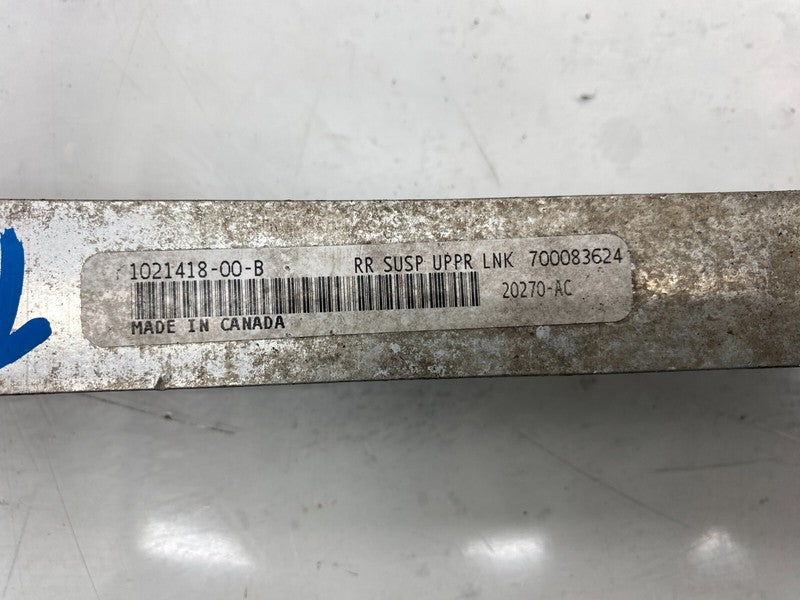 1021418-00-B RR SUSP UPPR LNK 700083624
20270-AC
MADE IN CANADA